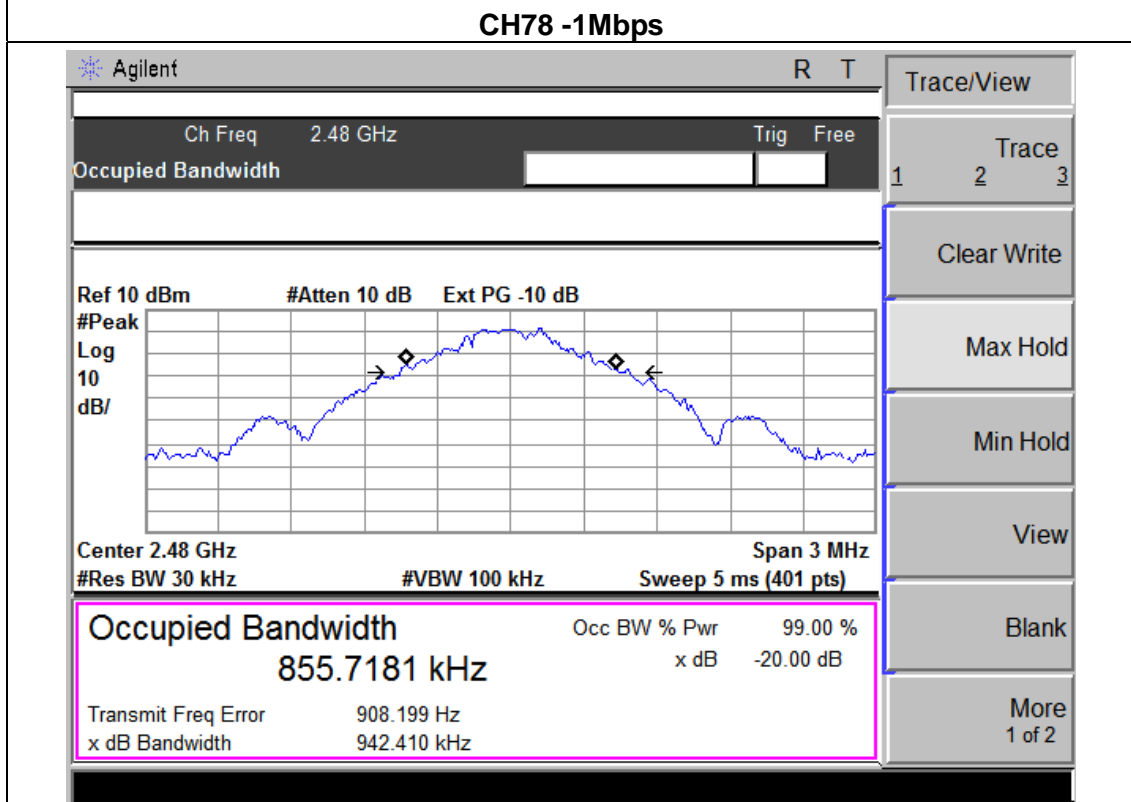 CH78 -1Mbps
Agilent R T
Ch Freq 2.48 GHz Trig Free
Occupied Bandwidth
Ref 10 dBm #Atten 10 dB Ext PG -10 dB
#Peak
Log
10
dB/
Center 2.48 GHz Span 3 MHz
#Res BW 30 kHz #VBW 100 kHz Sweep 5 ms (401 pts)
Occupied Bandwidth Occ BW % Pwr 99.00 %
855.7181 kHz x dB -20.00 dB
Transmit Freq Error 908.199 Hz
x dB Bandwidth 942.410 kHz
Trace/View
Trace
1 2 3
Clear Write
Max Hold
Min Hold
View
Blank
More
1 of 2